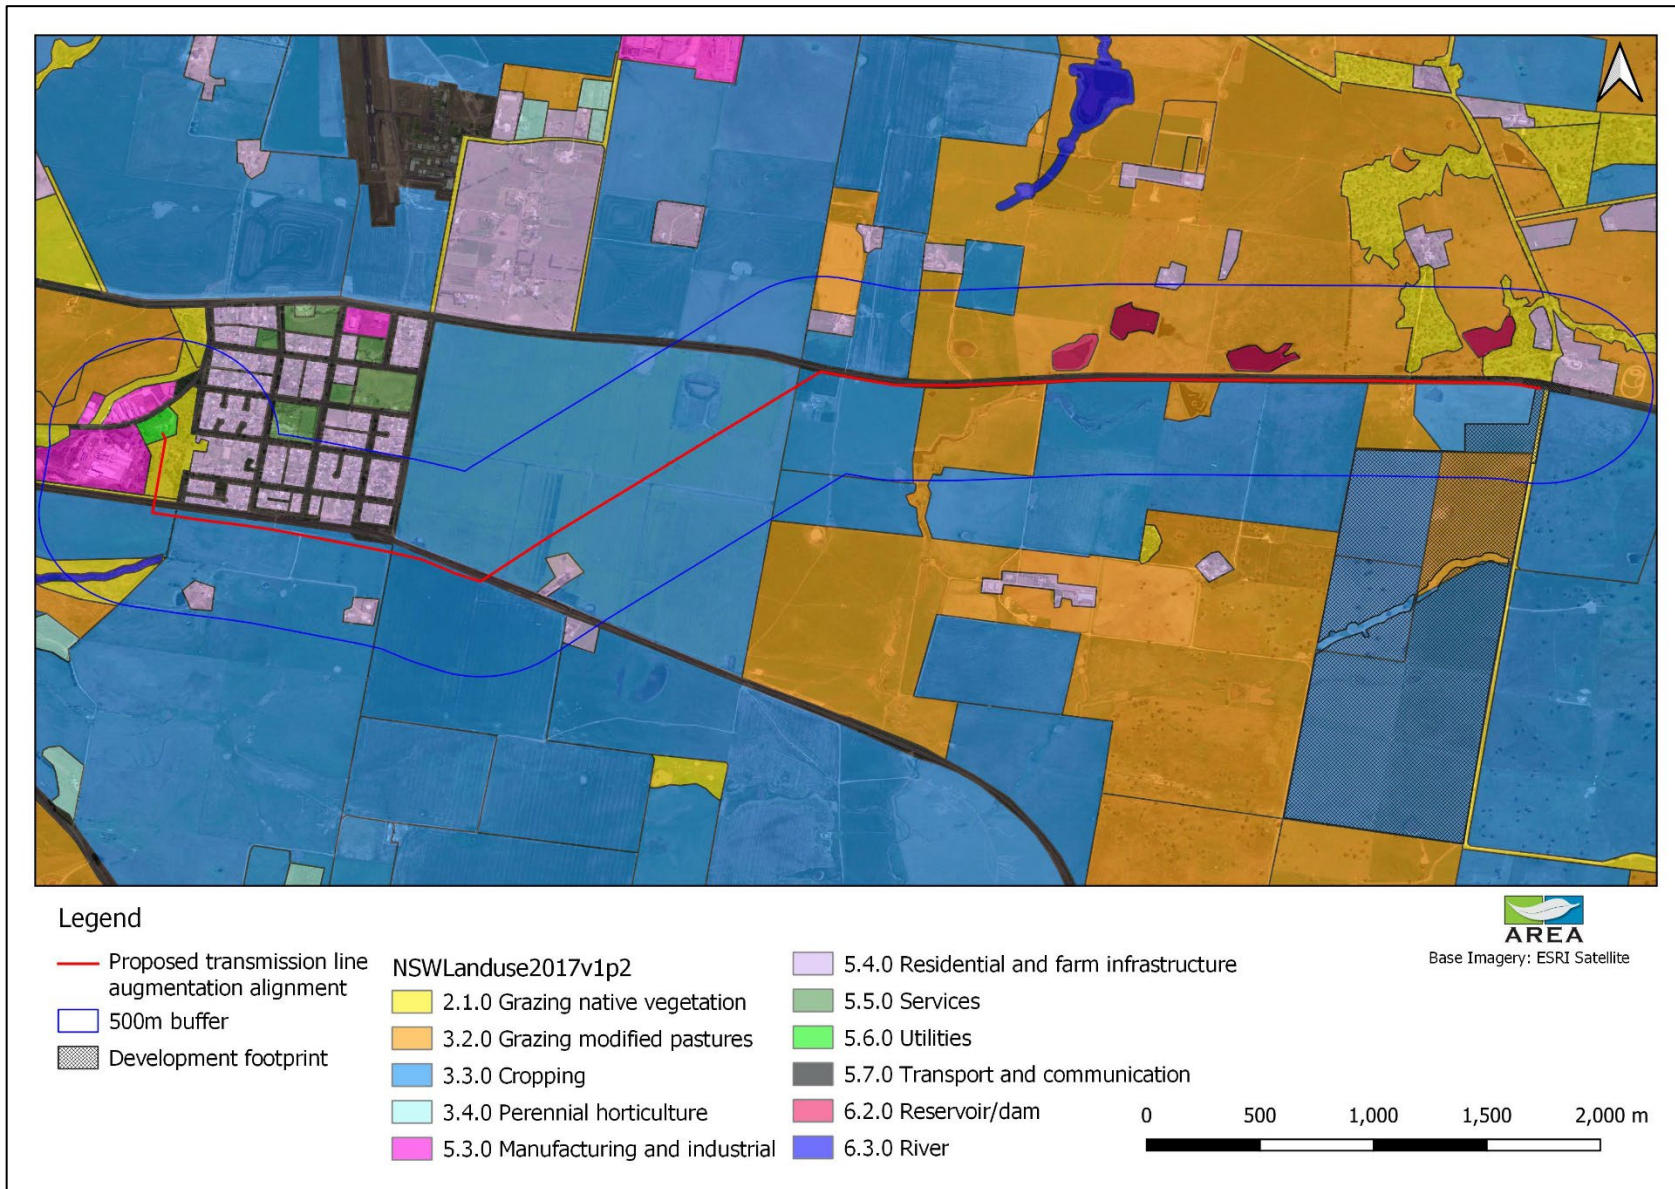 Legend
Proposed transmission line
augmentation alignment
500m buffer
Development footprint
NSWLanduse2017v1p2
2.1.0 Grazing native vegetation
3.2.0 Grazing modified pastures
3.3.0 Cropping
3.4.0 Perennial horticulture
5.3.0 Manufacturing and industrial
5.4.0 Residential and farm infrastructure
5.5.0 Services
5.6.0 Utilities
5.7.0 Transport and communication
6.2.0 Reservoir/dam
6.3.0 River
AREA
Base Imagery: ESRI Satellite
0 500 1,000 1,500 2,000 m